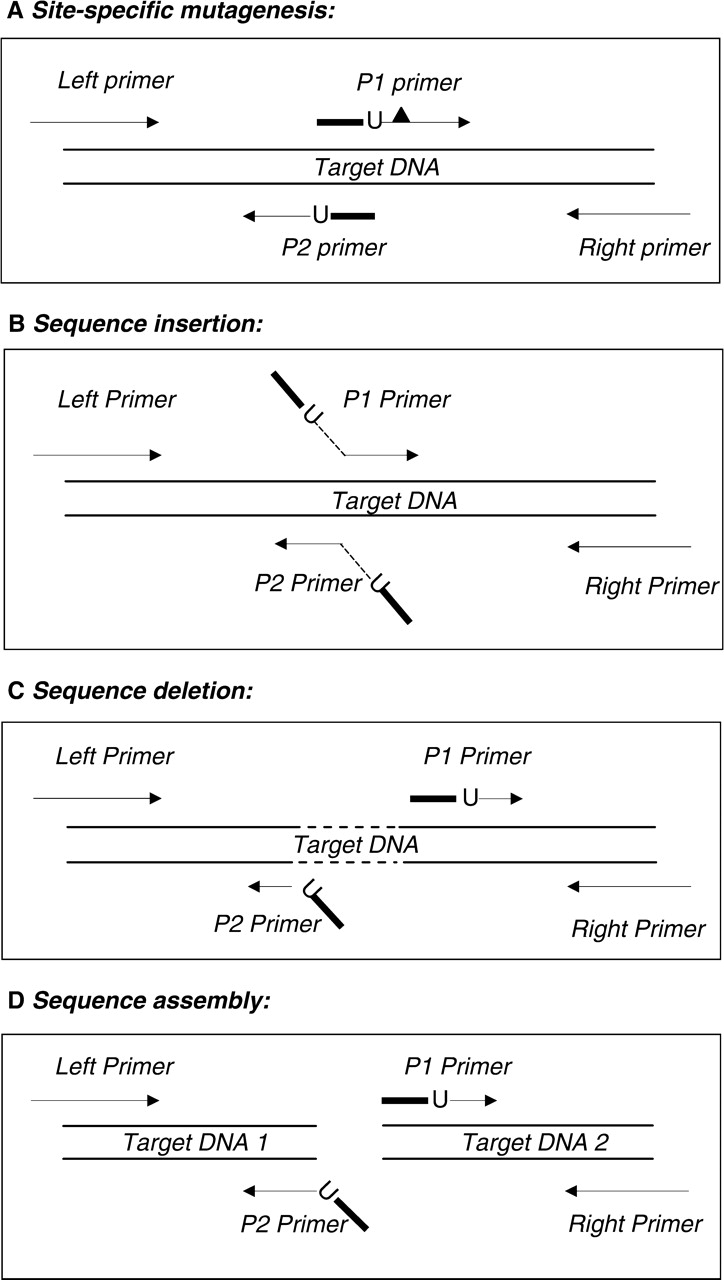 A Site-specific mutagenesis:
Left primer P1 primer
U
Target DNA
U
P2 primer Right primer
B Sequence insertion:
Left Primer P1 Primer
U
Target DNA
U
P2 Primer Right Primer
C Sequence deletion:
Left Primer P1 Primer
U
Target DNA
U
P2 Primer Right Primer
D Sequence assembly:
Left Primer P1 Primer
U
Target DNA 1 Target DNA 2
U
P2 Primer Right Primer